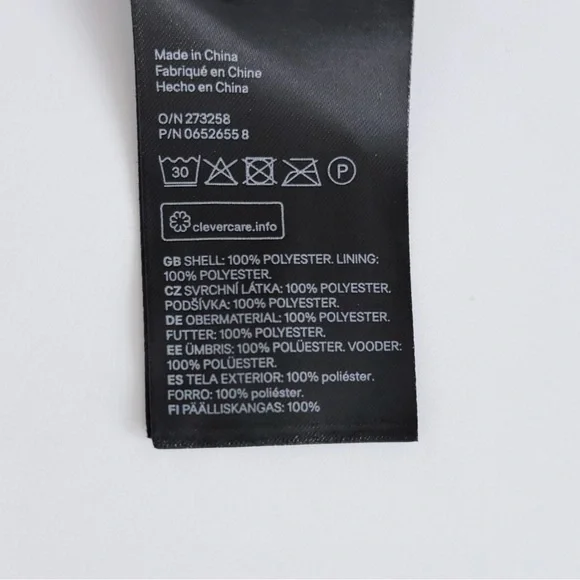 Made in China
Fabriqué en Chine
Hecho en China
O/N 273258
P/N 0652655 8
30
P
clevercare.info
GB SHELL: 100% POLYESTER. LINING:
100% POLYESTER.
CZ SVRCHNÍ LÁTKA: 100% POLYESTER.
PODŠÍVKA: 100% POLYESTER.
DE OBERMATERIAL: 100% POLYESTER.
FUTTER: 100% POLYESTER.
EE ÜMBRIS: 100% POLÜESTER. VOODER:
100% POLÜESTER.
ES TELA EXTERIOR: 100% poliéster.
FORRO: 100% poliéster.
FI PÄÄLLISKANGAS: 100%